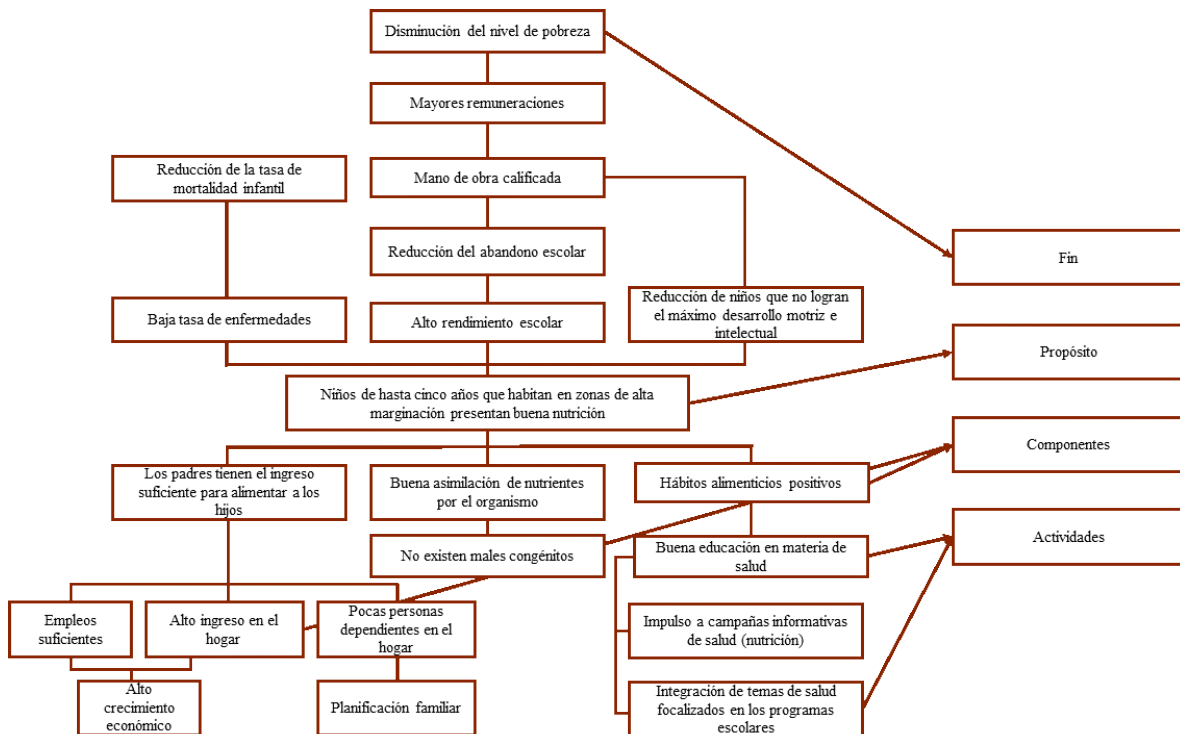 Disminución del nivel de pobreza
Mayores remuneraciones
Reducción de la tasa de
mortalidad infantil
Mano de obra calificada
Reducción del abandono escolar
Fin
Baja tasa de enfermedades
Alto rendimiento escolar
Reducción de niños que no logran
el máximo desarrollo motriz e
intelectual
Propósito
Niños de hasta cinco años que habitan en zonas de alta
marginación presentan buena nutrición
Componentes
Los padres tienen el ingreso
suficiente para alimentar a los
hijos
Buena asimilación de nutrientes
por el organismo
Hábitos alimenticios positivos
Actividades
No existen males congénitos
Buena educación en materia de
salud
Empleos
suficientes
Alto ingreso en el
hogar
Pocas personas
dependientes en el
hogar
Impulso a campañas informativas
de salud (nutrición)
Alto
crecimiento
económico
Planificación familiar
Integración de temas de salud
focalizados en los programas
escolares